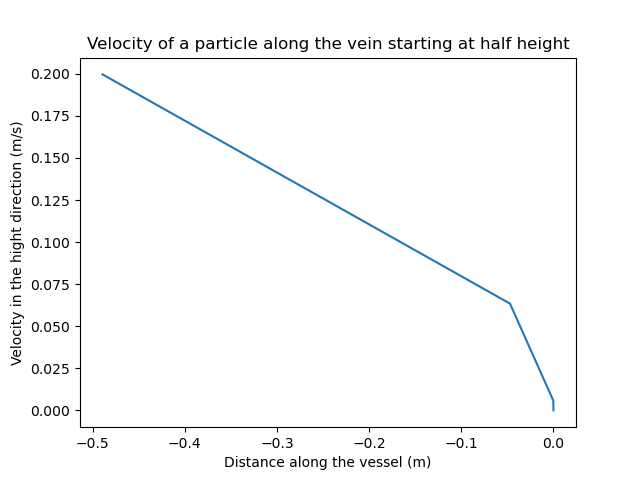 Velocity of a particle along the vein starting at half height
Velocity in the hight direction (m/s)
0.200
0.175
0.150
0.125
0.100
0.075
0.050
0.025
0.000
−0.5 −0.4 −0.3 −0.2 −0.1 0.0
Distance along the vessel (m)